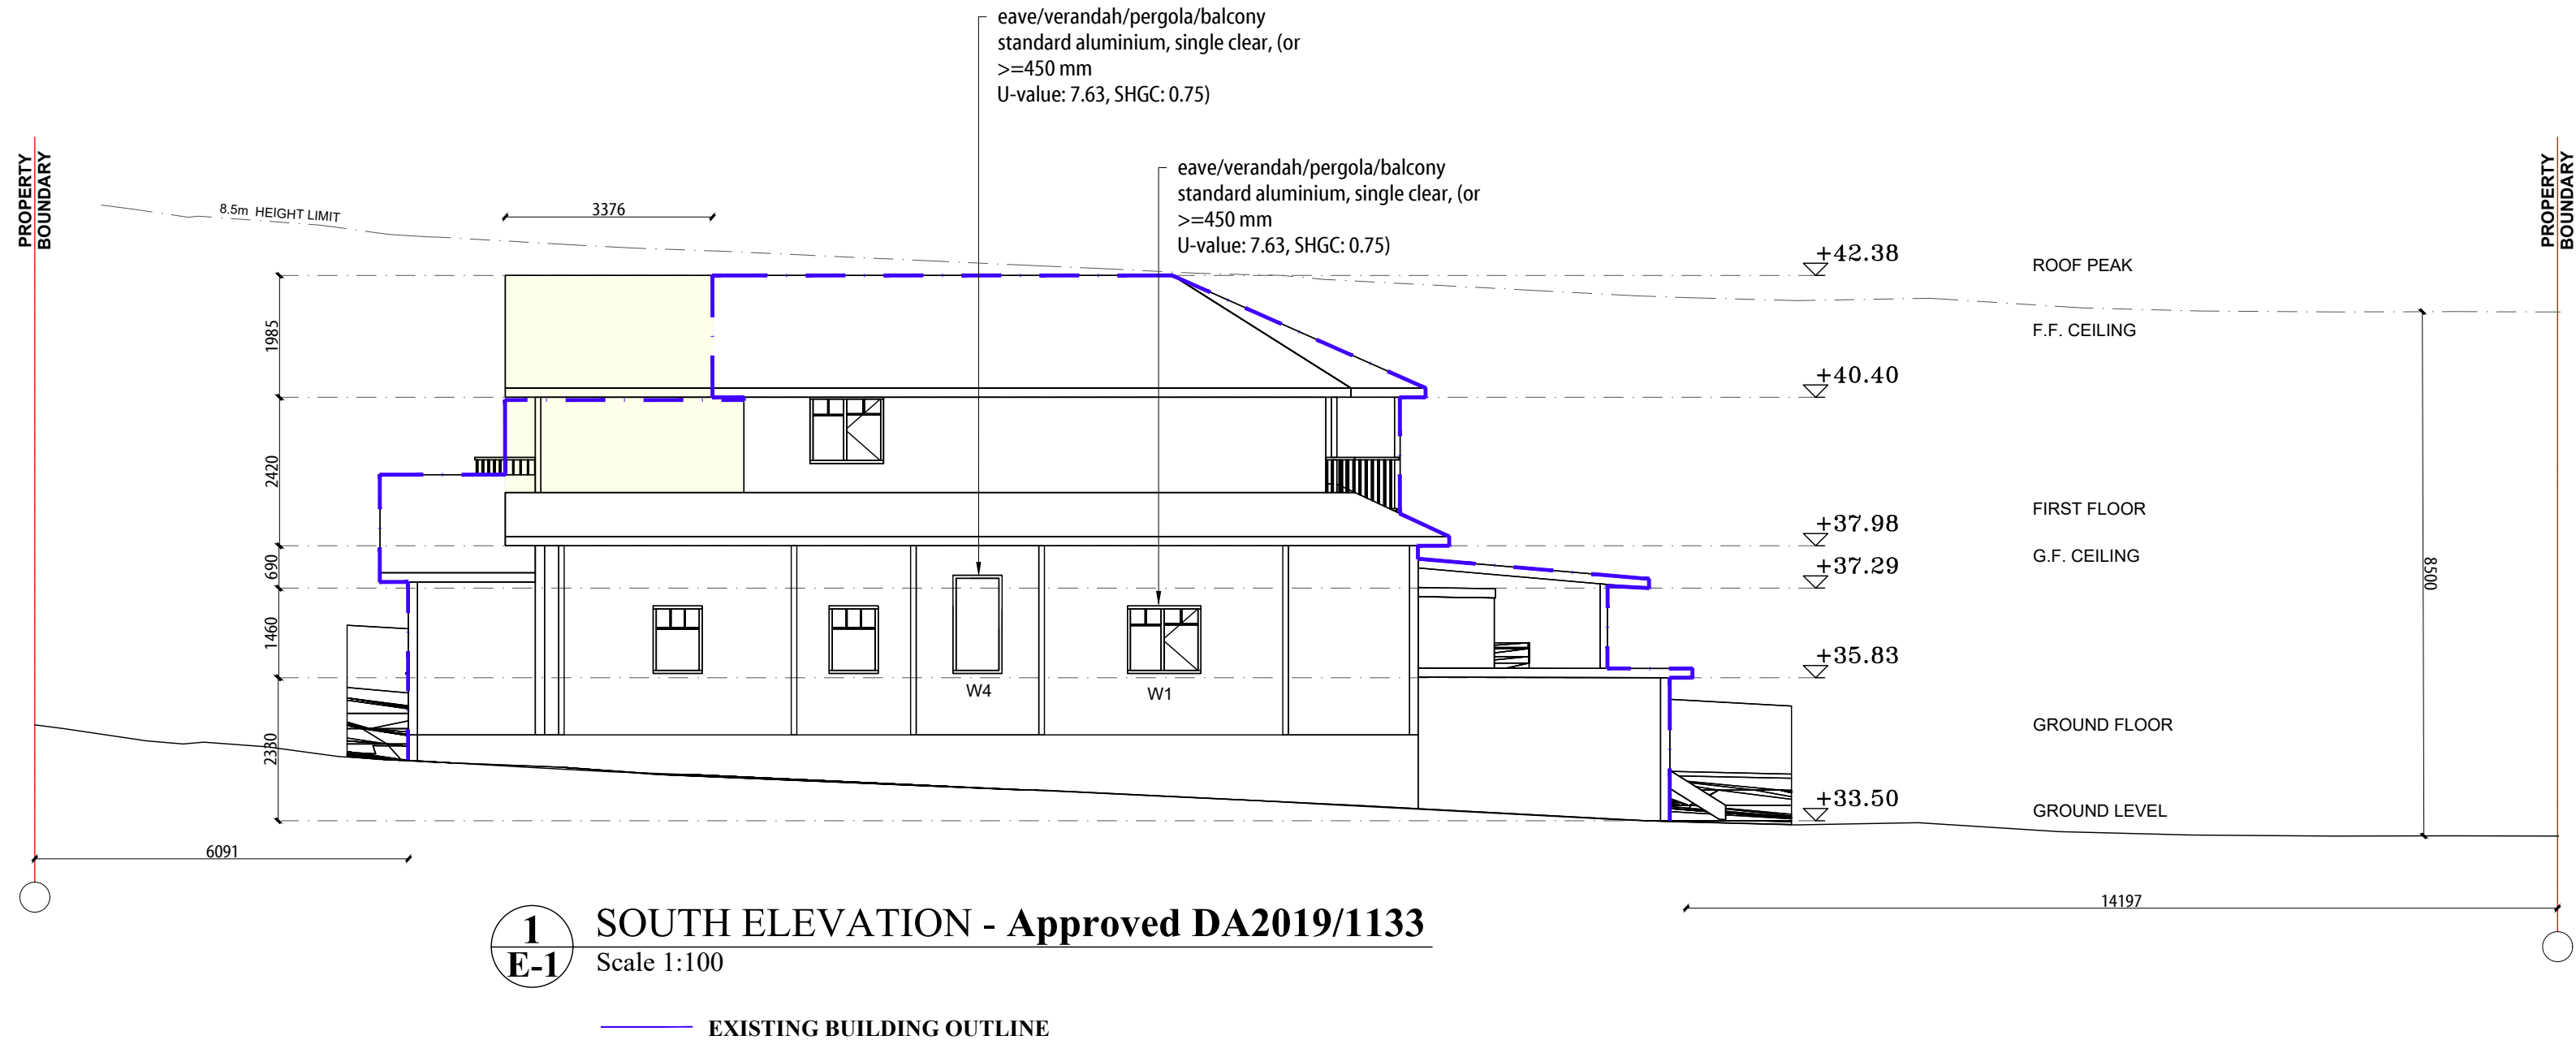 eave/verandah/pergola/balcony
standard aluminium, single clear, (or
>=450 mm
U-value: 7.63, SHGC: 0.75)
eave/verandah/pergola/balcony
standard aluminium, single clear, (or
>=450 mm
U-value: 7.63, SHGC: 0.75)
PROPERTY
BOUNDARY
PROPERTY
BOUNDARY
8.5m HEIGHT LIMIT
3376
+42.38
ROOF PEAK
1985
F.F. CEILING
+40.40
2420
FIRST FLOOR
+37.98
690
G.F. CEILING
+37.29
8500
1460
+35.83
W4
W1
GROUND FLOOR
2330
+33.50
GROUND LEVEL
6091
14197
1
E-1
SOUTH ELEVATION - Approved DA2019/1133
Scale 1:100
EXISTING BUILDING OUTLINE